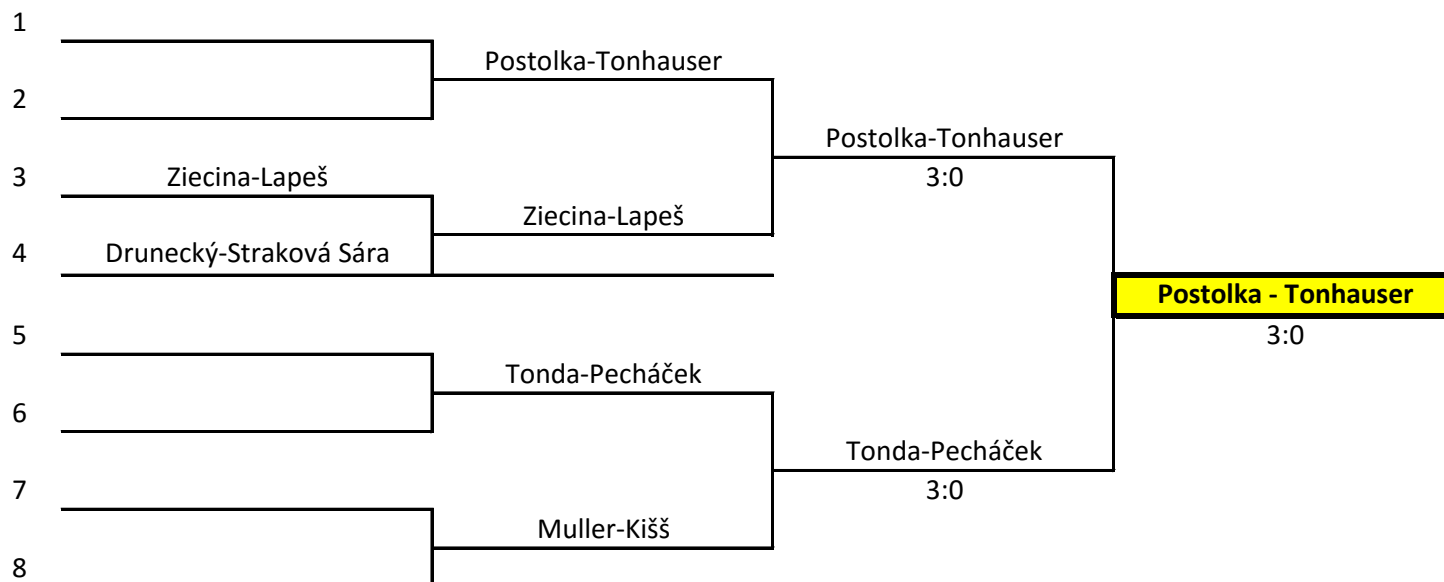 1
Postolka-Tonhauser
2
Postolka-Tonhauser
3 Ziecina-Lapeš
3:0
Ziecina-Lapeš
4 Drunecký-Straková Sára
Postolka - Tonhauser
5
3:0
Tonda-Pecháček
6
Tonda-Pecháček
7
3:0
Muller-Kišš
8